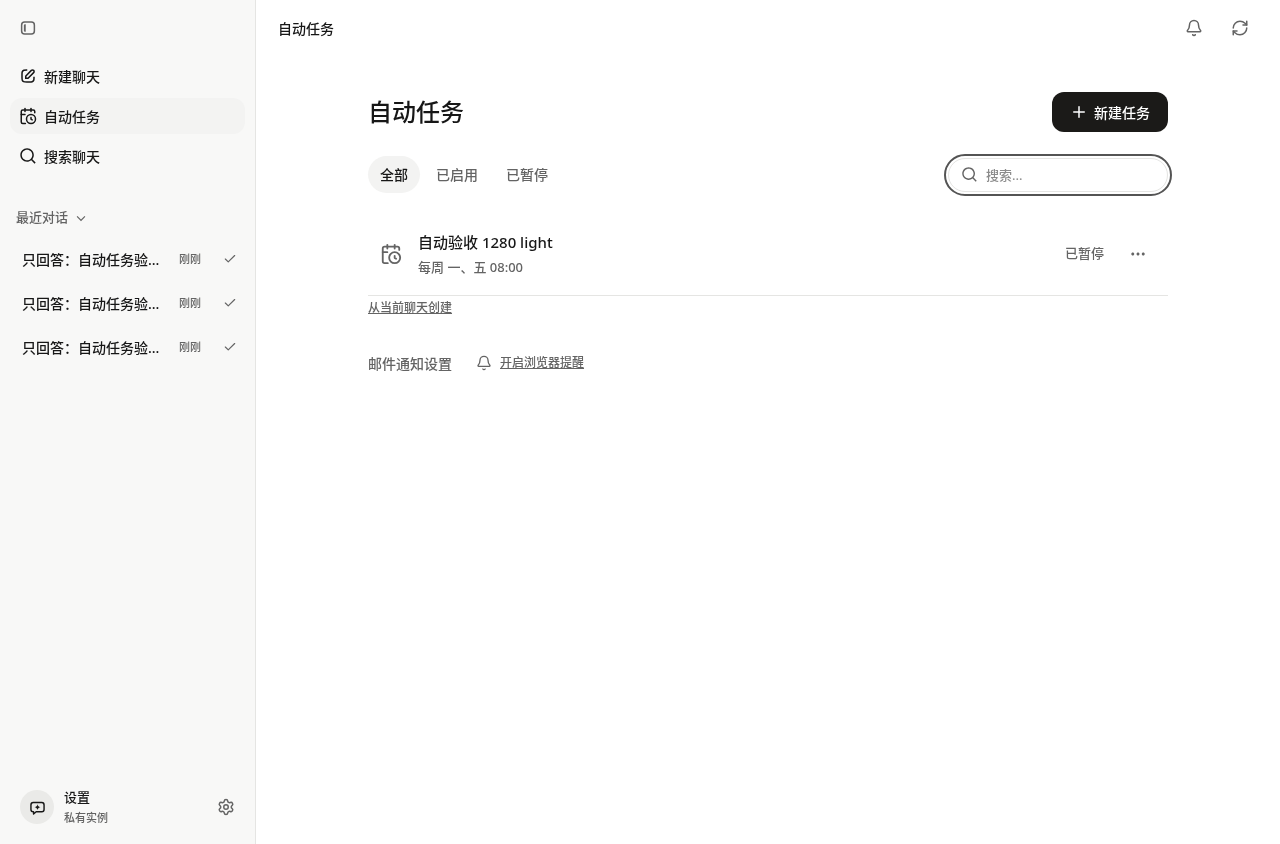 新建聊天
自动任务
搜索聊天
最近对话
只回答：自动任务验... 刚刚
只回答：自动任务验... 刚刚
只回答：自动任务验... 刚刚
设置
私有实例
自动任务
自动任务
新建任务
全部 已启用 已暂停
搜索...
自动验收 1280 light
每周 一、五 08:00
已暂停
从当前聊天创建
邮件通知设置 开启浏览器提醒